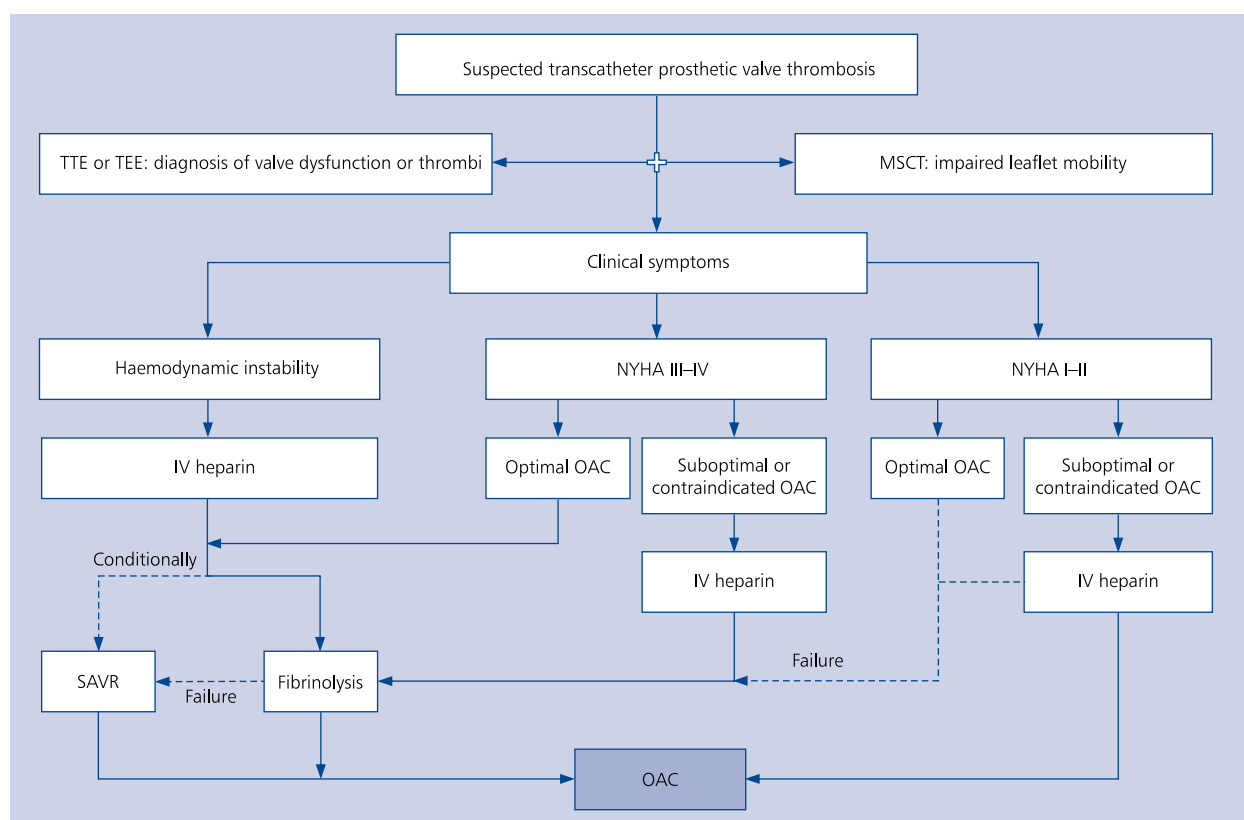 Suspected transcatheter prosthetic valve thrombosis
TTE or TEE: diagnosis of valve dysfunction or thrombi
MSCT: impaired leaflet mobility
Clinical symptoms
Haemodynamic instability
NYHA III–IV
NYHA I–II
IV heparin
Optimal OAC
Suboptimal or
contraindicated OAC
Optimal OAC
Suboptimal or
contraindicated OAC
Conditionally
IV heparin
IV heparin
SAVR
Failure
Fibrinolysis
Failure
OAC